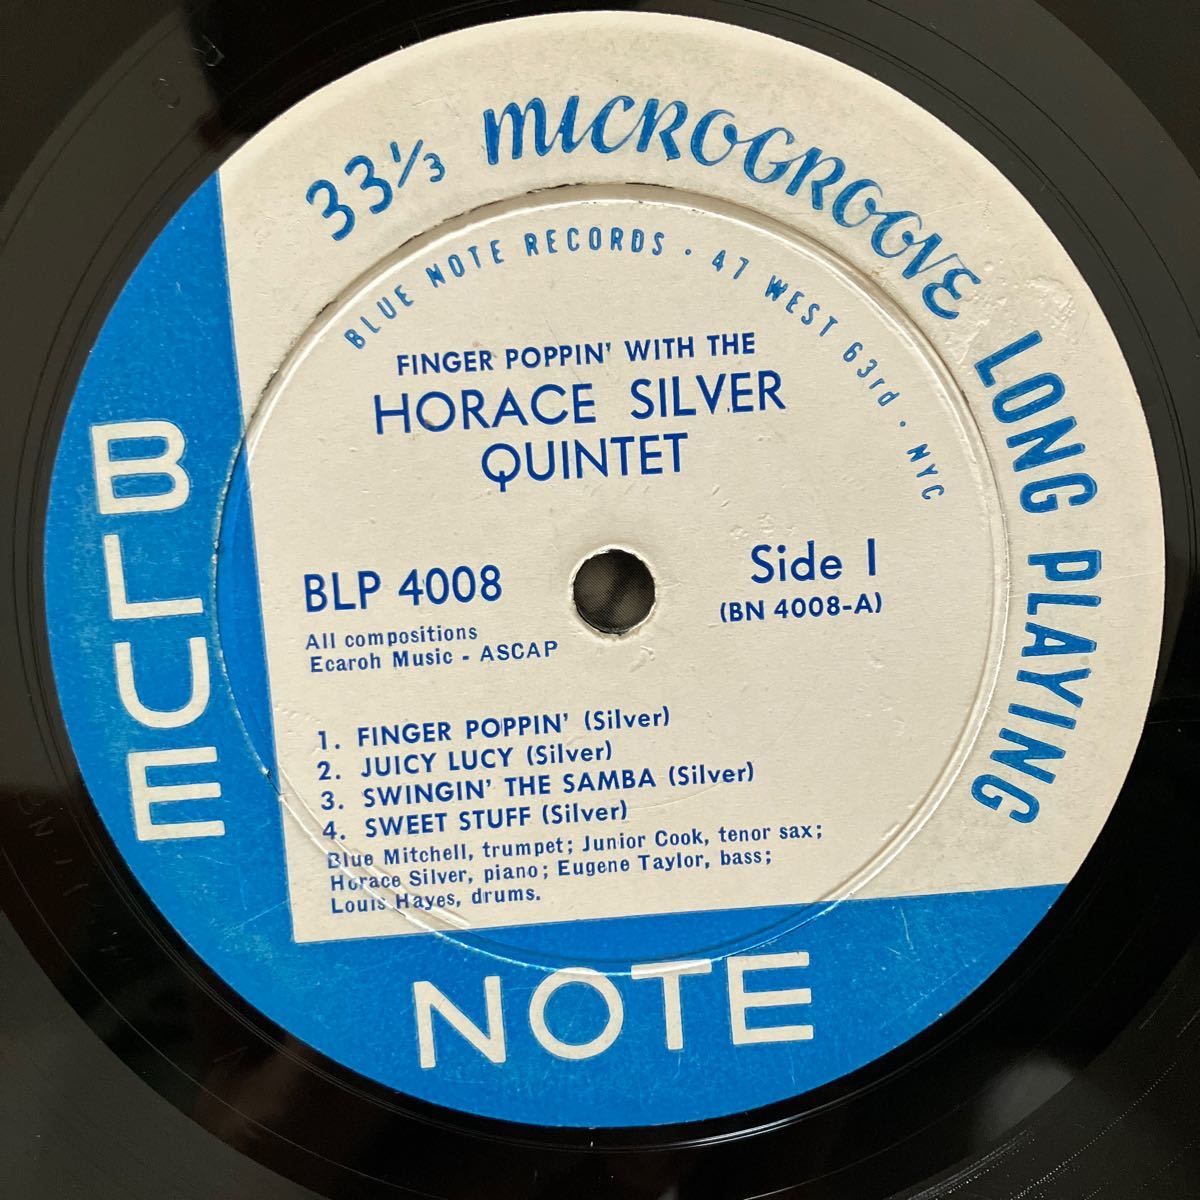 33⅓ MICROGROOVE LONG PLAYING
BLUE NOTE RECORDS · 47 WEST 63rd · NYC
FINGER POPPIN' WITH THE
HORACE SILVER
QUINTET
BLP 4008
Side 1
(BN 4008-A)
All compositions
Ecaroh Music - ASCAP
1. FINGER POPPIN' (Silver)
2. JUICY LUCY (Silver)
3. SWINGIN' THE SAMBA (Silver)
4. SWEET STUFF (Silver)
Blue Mitchell, trumpet; Junior Cook, tenor sax;
Horace Silver, piano; Eugene Taylor, bass;
Louis Hayes, drums.
BLUE
NOTE